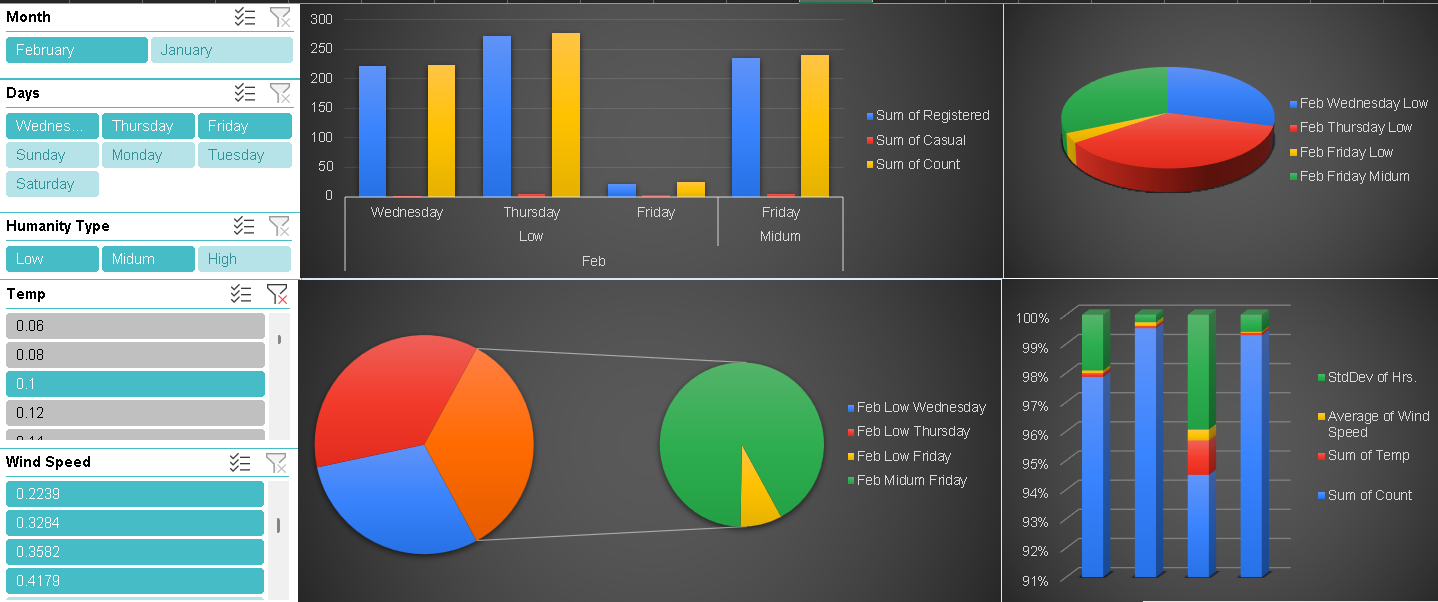 Month
February
January
Days
Wednes...
Thursday
Friday
Sunday
Monday
Tuesday
Saturday
Humanity Type
Low
Midum
High
Temp
0.06
0.08
0.1
0.12
Wind Speed
0.2239
0.3284
0.3582
0.4179
300
250
200
150
100
50
0
Wednesday
Thursday
Friday
Friday
Low
Midum
Feb
Sum of Registered
Sum of Casual
Sum of Count
Feb Wednesday Low
Feb Thursday Low
Feb Friday Low
Feb Friday Midum
Feb Low Wednesday
Feb Low Thursday
Feb Low Friday
Feb Midum Friday
100%
99%
98%
97%
96%
95%
94%
93%
92%
91%
StdDev of Hrs.
Average of Wind
Speed
Sum of Temp
Sum of Count